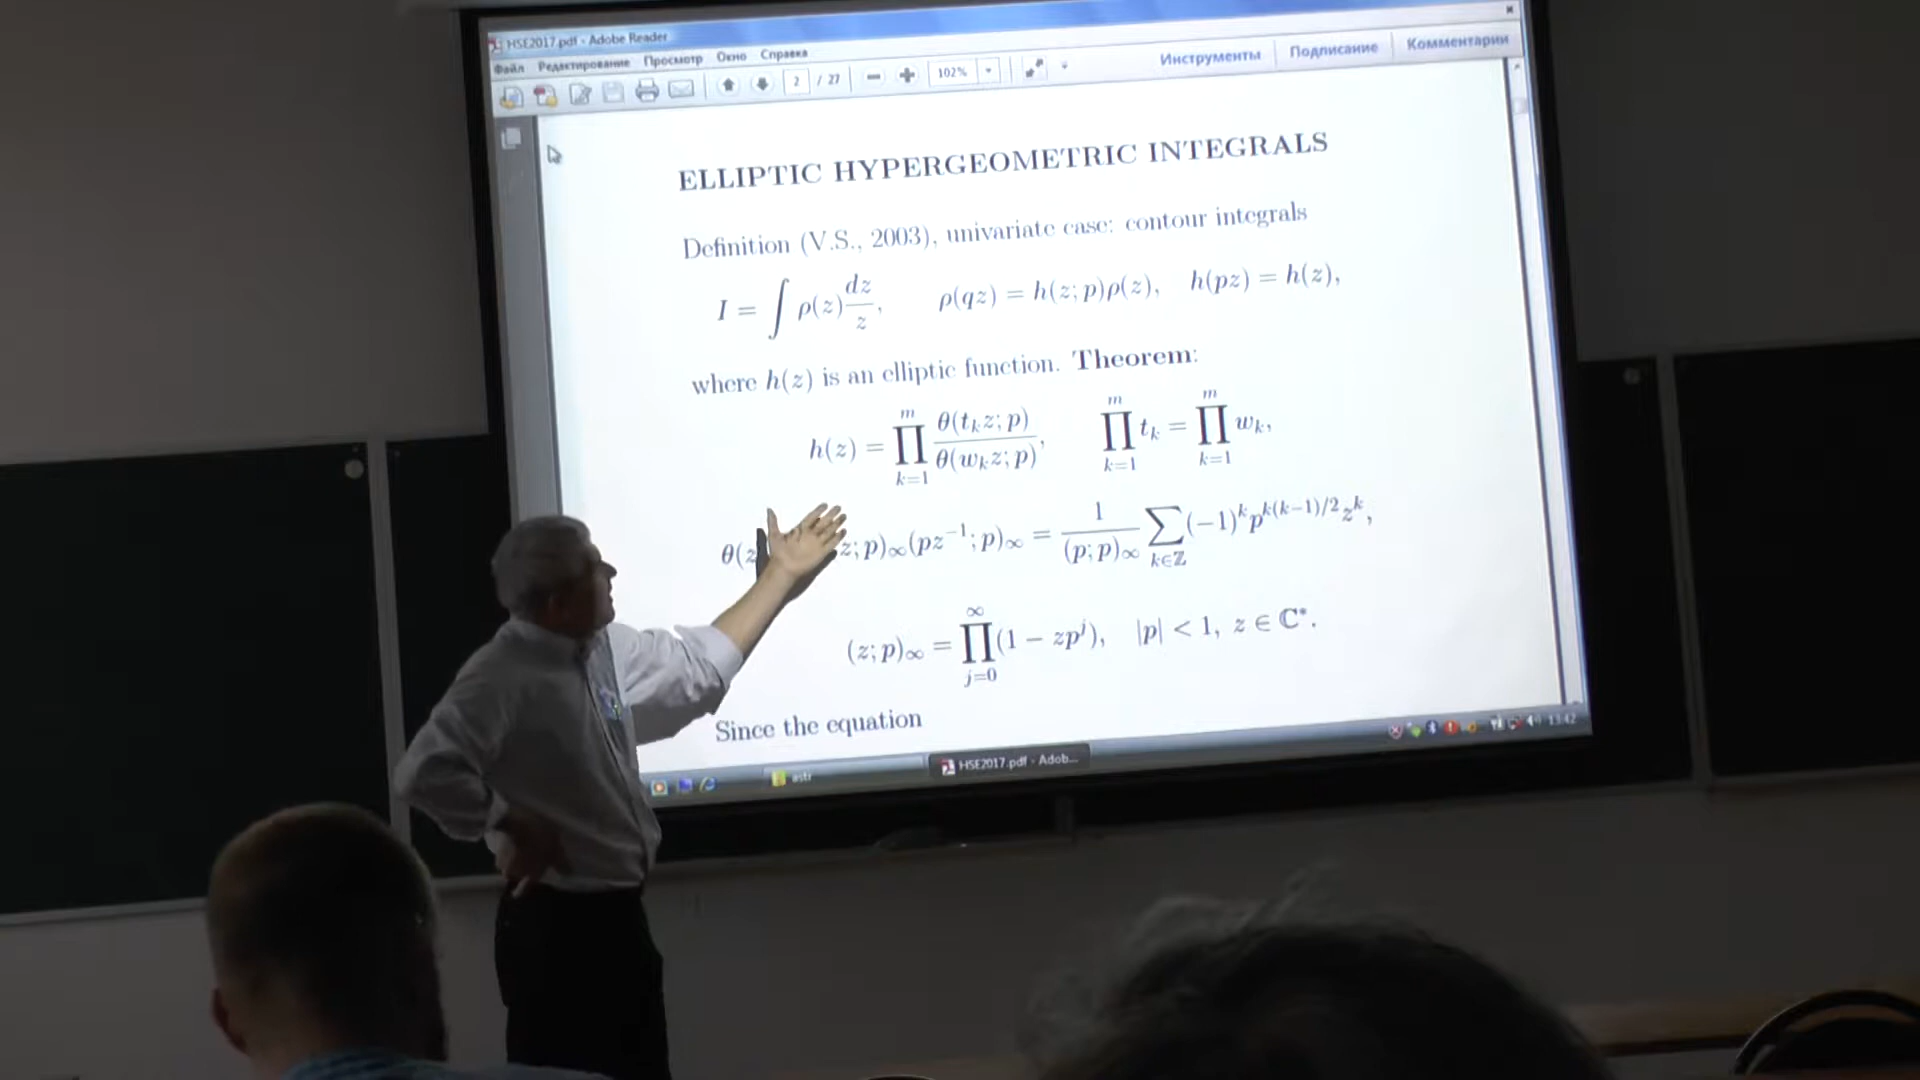 HSE2017.pdf - Adobe Reader
Файл Редактирование Просмотр Окно Справка
Инструменты Подписание Комментарии
2 / 27 102%
ELLIPTIC HYPERGEOMETRIC INTEGRALS
Definition (V.S., 2003), univariate case: contour integrals
I = ∫ ρ(z) dz/z, ρ(qz) = h(z; p)ρ(z), h(pz) = h(z),
where h(z) is an elliptic function. Theorem:
h(z) = ∏_{k=1}^{m} θ(t_k z; p)/θ(w_k z; p), ∏_{k=1}^{m} t_k = ∏_{k=1}^{m} w_k,
θ(z z; p)_∞(pz^{-1}; p)_∞ = 1/(p; p)_∞ ∑_{k∈ℤ} (−1)^k p^{k(k−1)/2} z^k,
(z; p)_∞ = ∏_{j=0}^{∞} (1 − zp^j), |p| < 1, z ∈ ℂ*.
Since the equation
astr
HSE2017.pdf - Adob...
13:42